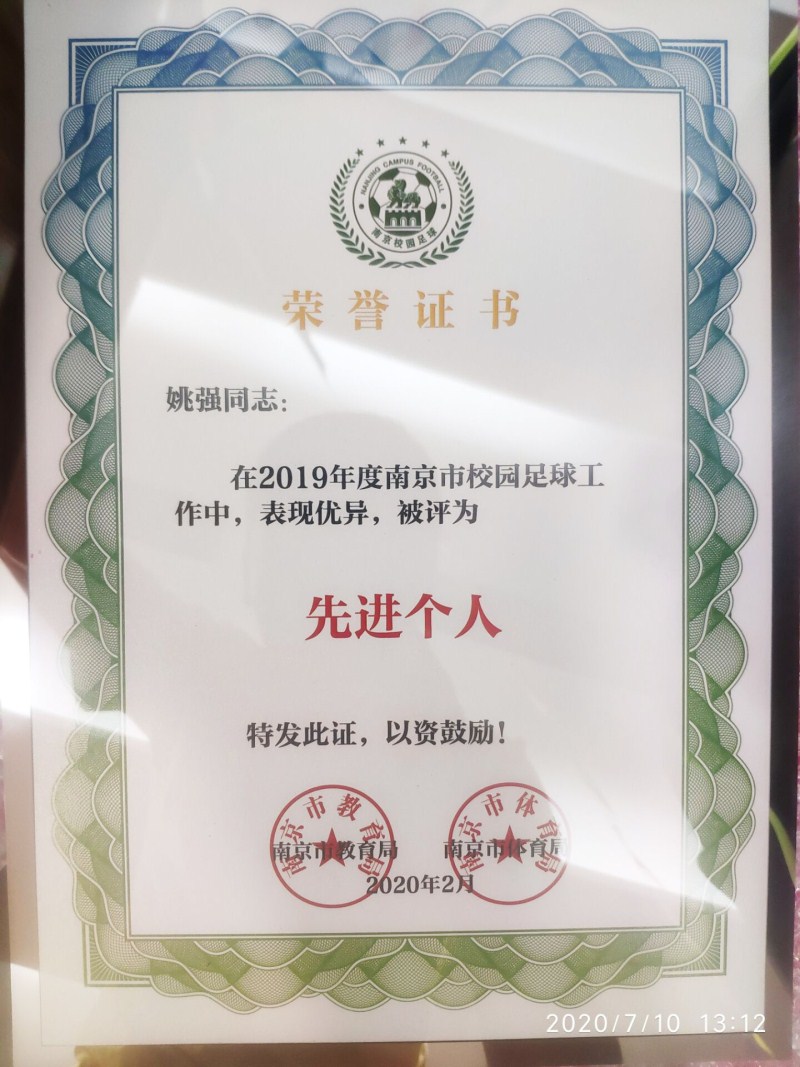 NANJING CAMPUS FOOTBALL
南京校园足球
荣誉证书
姚强同志：
在2019年度南京市校园足球工
作中，表现优异，被评为
先进个人
特发此证，以资鼓励！
南京市教育局
南京市体育局
南京市教育局 南京市体育局
2020年2月
2020/7/10 13:12